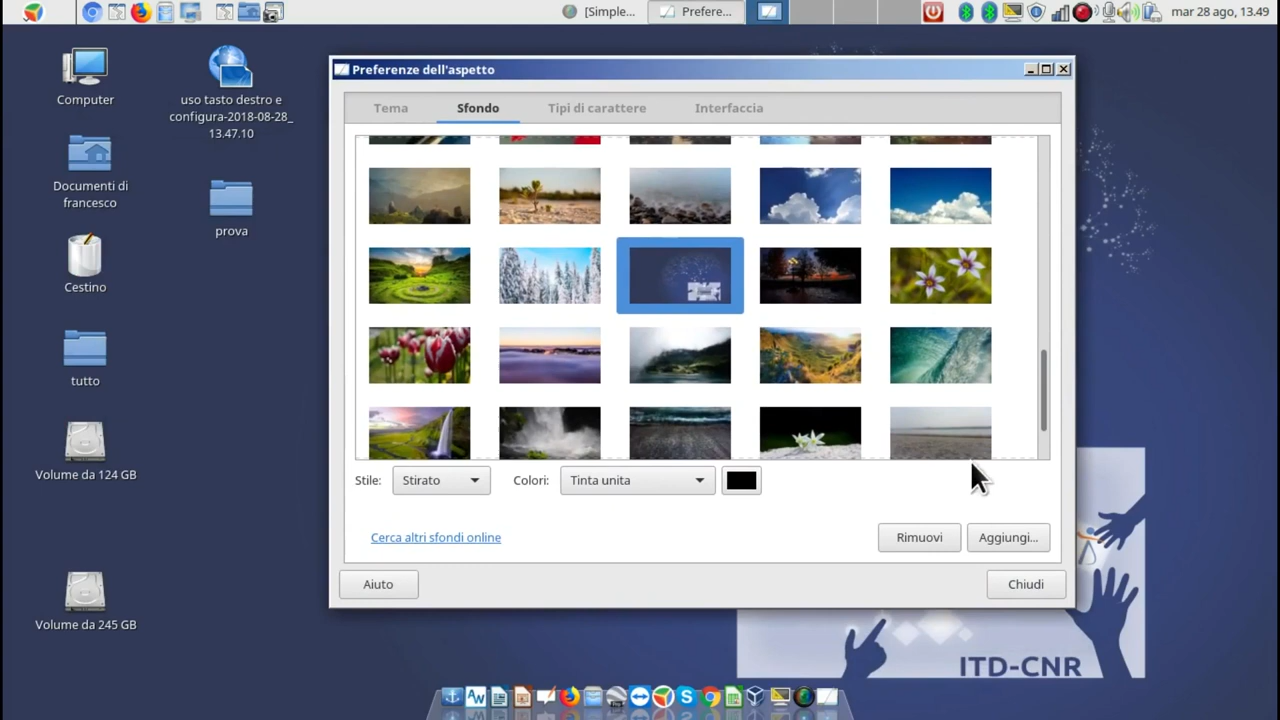 [Simple...
Prefere...
mar 28 ago, 13.49
Computer
uso tasto destro e
configura-2018-08-28_
13.47.10
Documenti di
francesco
prova
Cestino
tutto
Volume da 124 GB
Volume da 245 GB
Preferenze dell'aspetto
Tema
Sfondo
Tipi di carattere
Interfaccia
Stile:
Stirato
Colori:
Tinta unita
Cerca altri sfondi online
Rimuovi
Aggiungi...
Aiuto
Chiudi
ITD-CNR